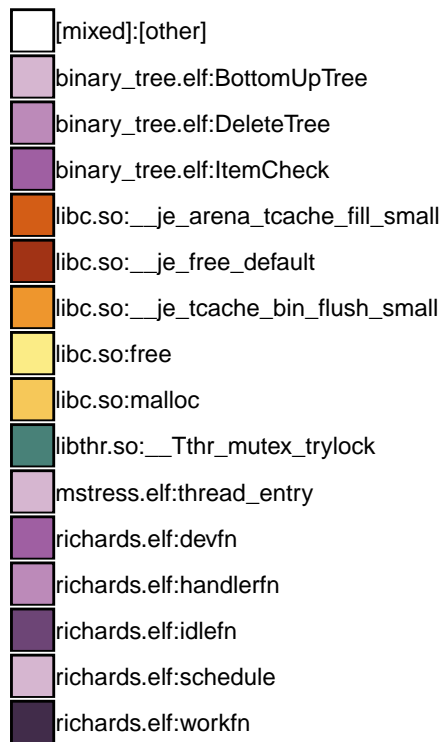 [mixed]:[other]
binary_tree.elf:BottomUpTree
binary_tree.elf:DeleteTree
binary_tree.elf:ItemCheck
libc.so:__je_arena_tcache_fill_small
libc.so:__je_free_default
libc.so:__je_tcache_bin_flush_small
libc.so:free
libc.so:malloc
libthr.so:__Tthr_mutex_trylock
mstress.elf:thread_entry
richards.elf:devfn
richards.elf:handlerfn
richards.elf:idlefn
richards.elf:schedule
richards.elf:workfn